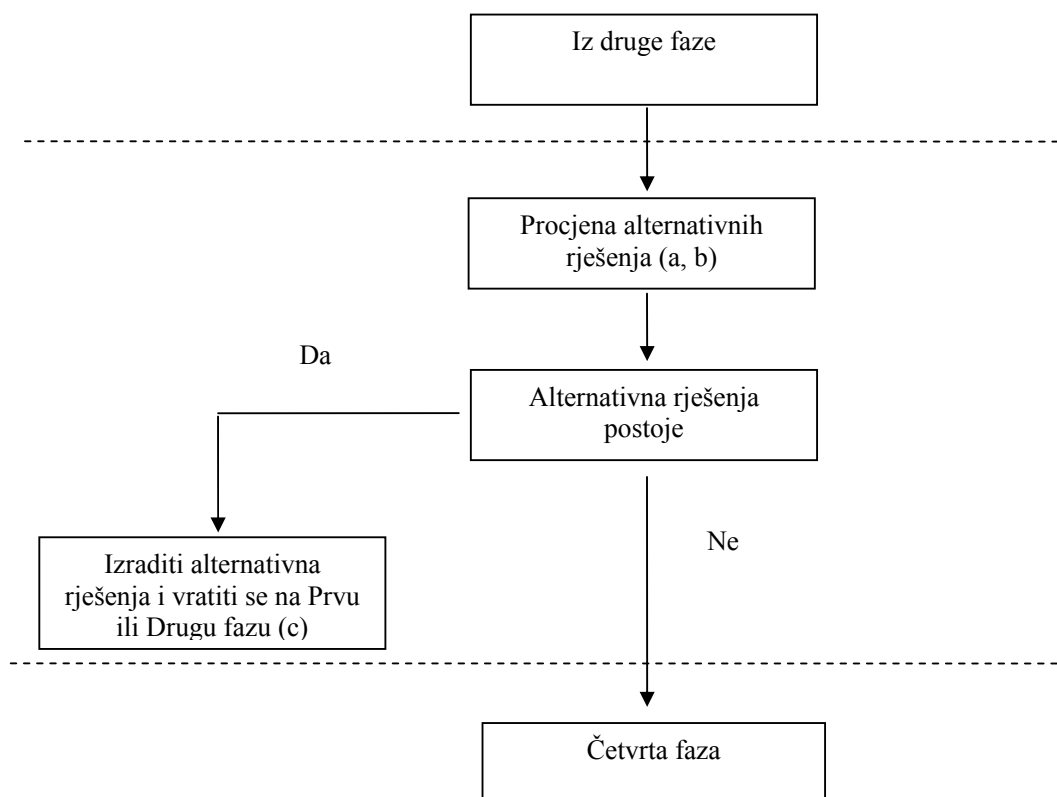 Iz druge faze
Procjena alternativnih
rješenja (a, b)
Da
Alternativna rješenja
postoje
Ne
Izraditi alternativna
rješenja i vratiti se na Prvu
ili Drugu fazu (c)
Četvrta faza